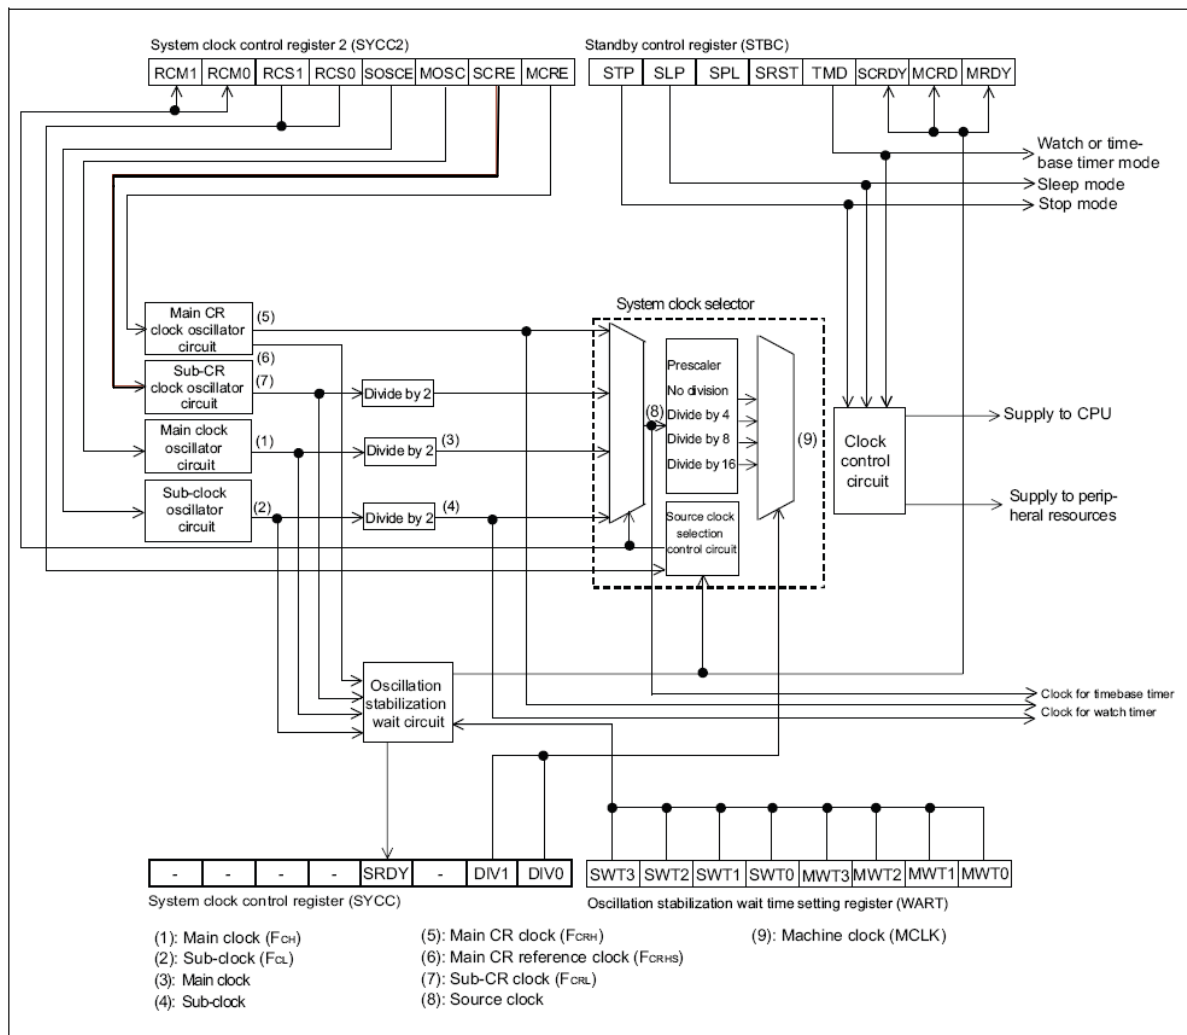 System clock control register 2 (SYCC2)
Standby control register (STBC)
RCM1 RCM0 RCS1 RCS0 SOSCE MOSC SCRE MCRE
STP SLP SPL SRST TMD SCRDY MCRD MRDY
Watch or time-
base timer mode
Sleep mode
Stop mode
System clock selector
Main CR
clock oscillator
circuit
(5)
(6)
Sub-CR
clock oscillator
circuit
(7)
Divide by 2
Main clock
oscillator
circuit
(1)
Divide by 2
(3)
Sub-clock
oscillator
circuit
(2)
Divide by 2
(4)
(8)
Prescaler
No division
Divide by 4
Divide by 8
Divide by 16
(9)
Source clock
selection
control circuit
Clock
control
circuit
Supply to CPU
Supply to perip-
heral resources
Oscillation
stabilization
wait circuit
Clock for timebase timer
Clock for watch timer
- - - - SRDY - DIV1 DIV0
System clock control register (SYCC)
SWT3 SWT2 SWT1 SWT0 MWT3 MWT2 MWT1 MWT0
Oscillation stabilization wait time setting register (WART)
(1): Main clock (FCH)
(2): Sub-clock (FCL)
(3): Main clock
(4): Sub-clock
(5): Main CR clock (FCRH)
(6): Main CR reference clock (FCRHS)
(7): Sub-CR clock (FCRL)
(8): Source clock
(9): Machine clock (MCLK)